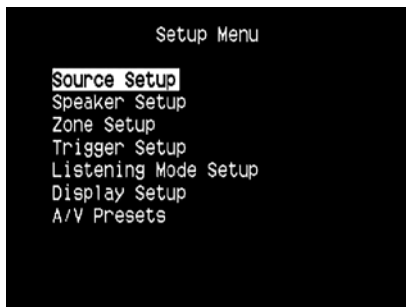 Setup Menu
Source Setup
Speaker Setup
Zone Setup
Trigger Setup
Listening Mode Setup
Display Setup
A/V Presets